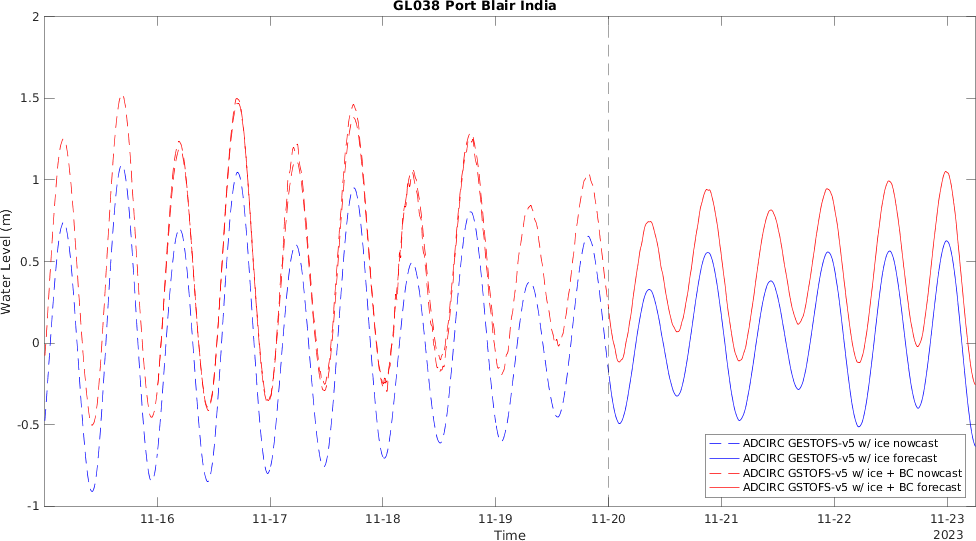 GL038 Port Blair India
2
1.5
1
0.5
0
-0.5
-1
Water Level (m)
11-16 11-17 11-18 11-19 11-20 11-21 11-22 11-23
Time
2023
ADCIRC GESTOFS-v5 w/ ice nowcast
ADCIRC GESTOFS-v5 w/ ice forecast
ADCIRC GSTOFS-v5 w/ ice + BC nowcast
ADCIRC GSTOFS-v5 w/ ice + BC forecast